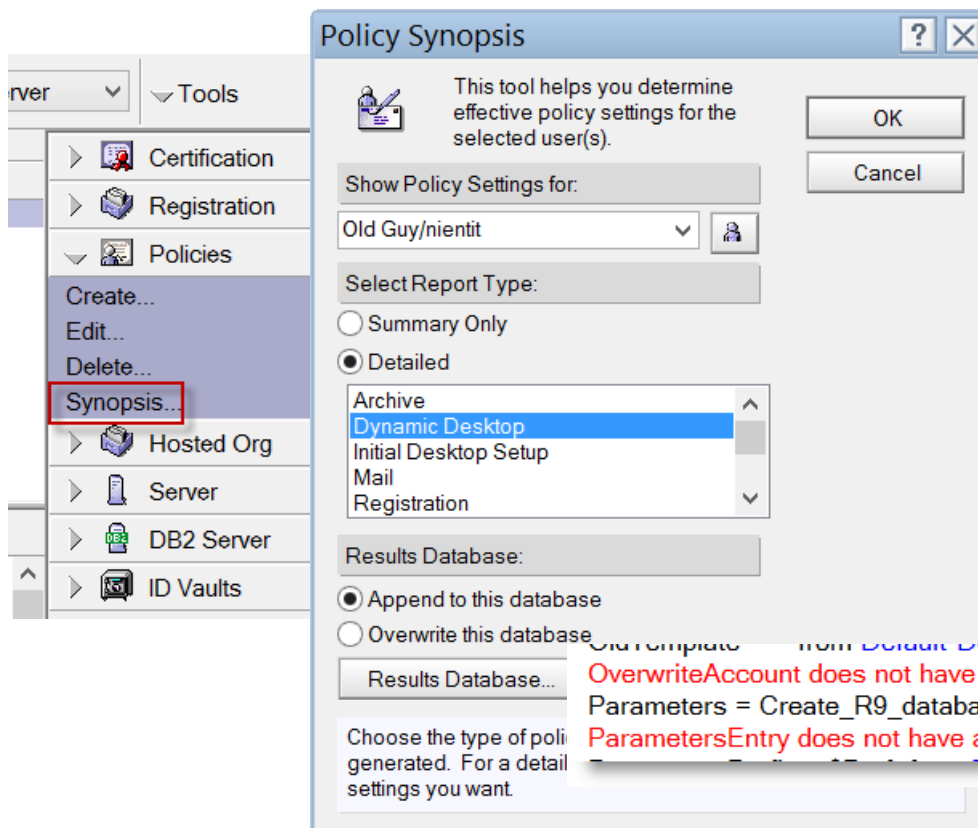 rver
Tools
Certification
Registration
Policies
Create...
Edit...
Delete...
Synopsis...
Hosted Org
Server
DB2 Server
ID Vaults
Policy Synopsis
This tool helps you determine
effective policy settings for the
selected user(s).
OK
Cancel
Show Policy Settings for:
Old Guy/nientit
Select Report Type:
Summary Only
Detailed
Archive
Dynamic Desktop
Initial Desktop Setup
Mail
Registration
Results Database:
Append to this database
Overwrite this database
Results Database...
Choose the type of poli
generated. For a detail
settings you want.
OldTemplate from Default D
OverwriteAccount does not have
Parameters = Create_R9_databa
ParametersEntry does not have a